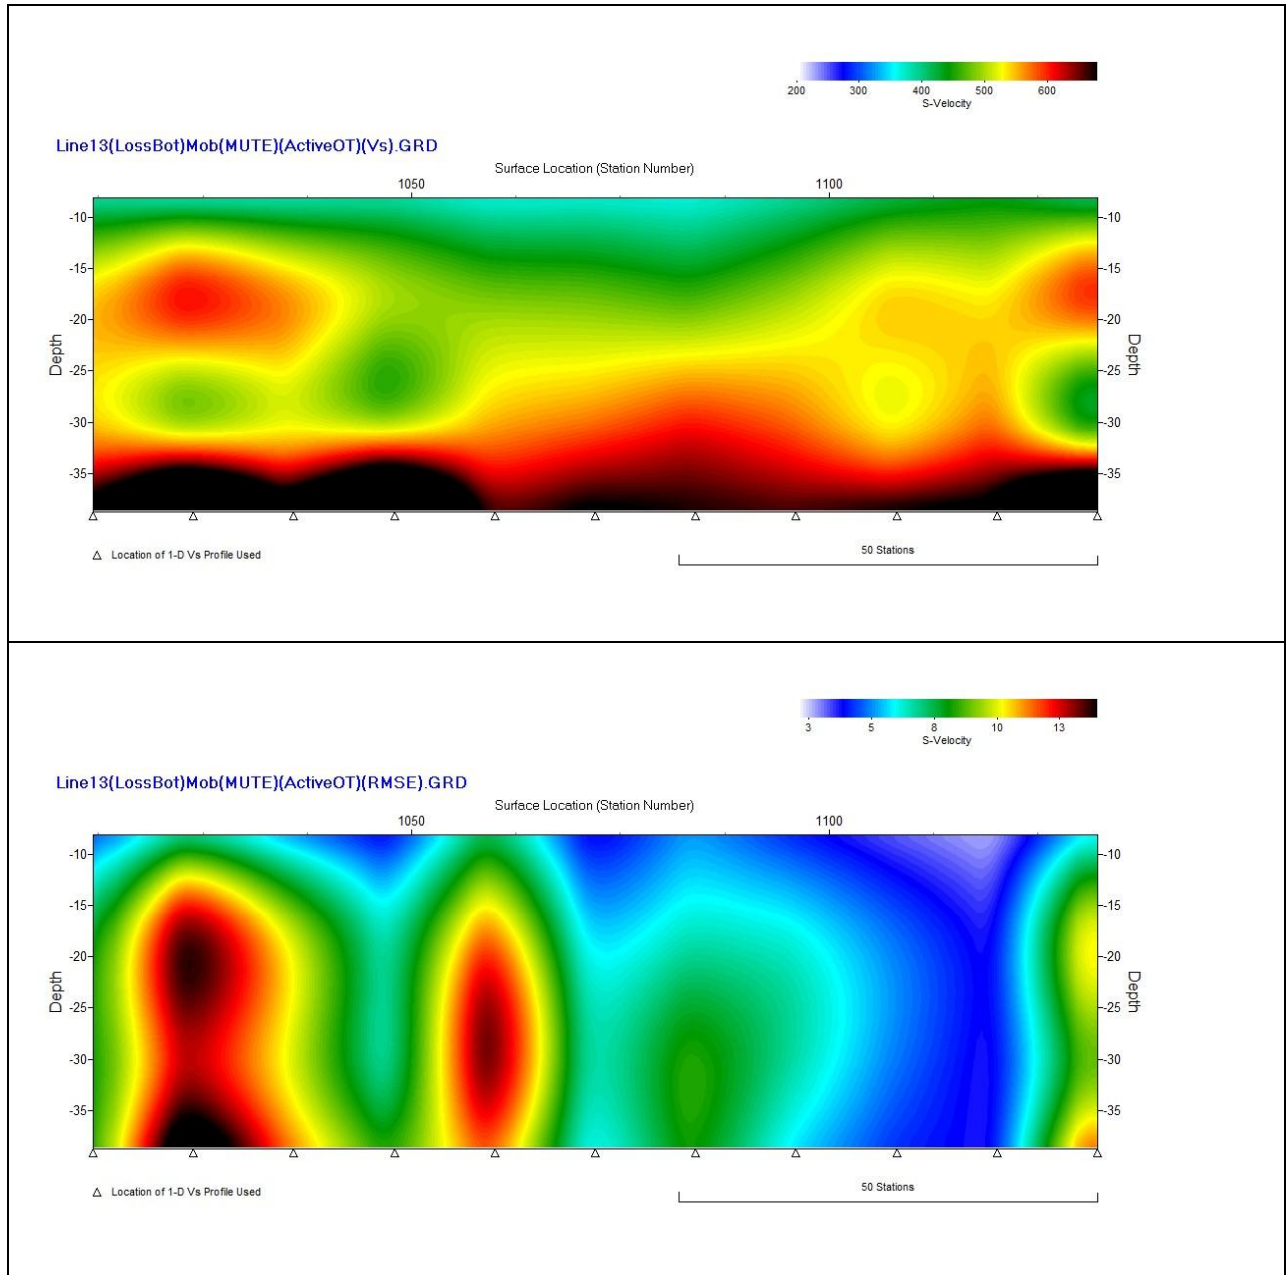 200 300 400 500 600
S-Velocity
Line13(LossBot)Mob(MUTE)(ActiveOT)(Vs).GRD
Surface Location (Station Number)
1050 1100
-10 -10
-15 -15
-20 -20
Depth Depth
-25 -25
-30 -30
-35 -35
Location of 1-D Vs Profile Used
50 Stations
3 5 8 10 13
S-Velocity
Line13(LossBot)Mob(MUTE)(ActiveOT)(RMSE).GRD
Surface Location (Station Number)
1050 1100
-10 -10
-15 -15
-20 -20
Depth Depth
-25 -25
-30 -30
-35 -35
Location of 1-D Vs Profile Used
50 Stations